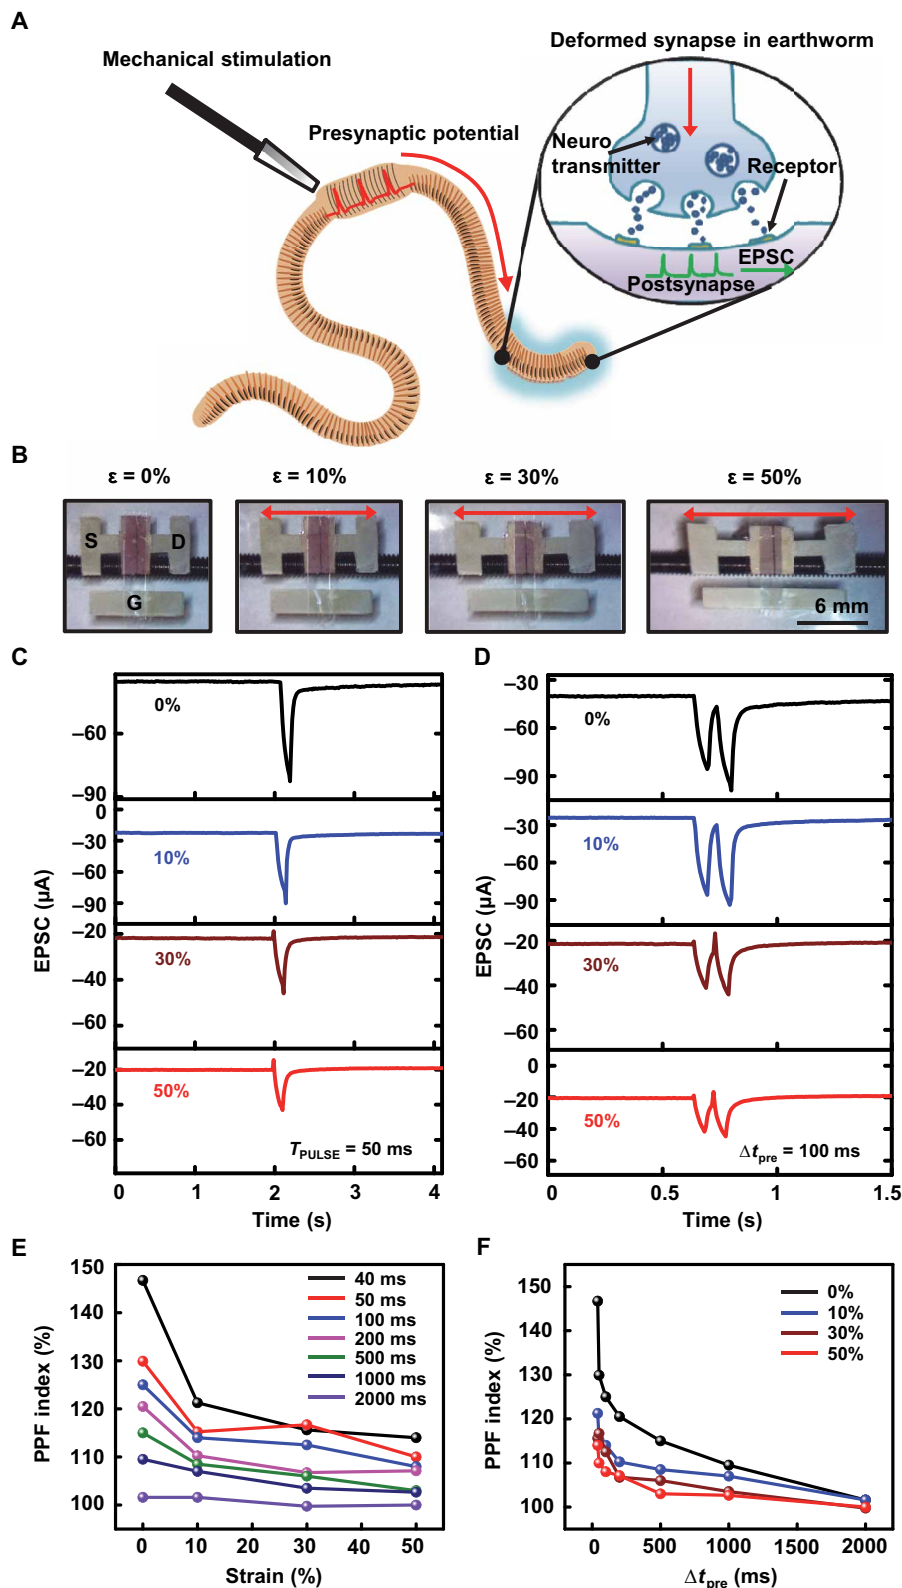 A
Mechanical stimulation
Deformed synapse in earthworm
Presynaptic potential
Neuro
transmitter
Receptor
EPSC
Postsynapse
B
ε = 0%
ε = 10%
ε = 30%
ε = 50%
S
D
G
6 mm
C
0%
–60
–90
0
–30
10%
–60
–90
–20
30%
–40
–60
–20
50%
–40
–60
T_PULSE = 50 ms
EPSC (µA)
0 1 2 3 4
Time (s)
D
–30
0%
–60
–90
–30
10%
–60
–90
–20
30%
–40
–60
0
–20
50%
–40
–60
Δt_pre = 100 ms
EPSC (µA)
0 0.5 1 1.5
Time (s)
E
150
140
130
120
110
100
PPF index (%)
40 ms
50 ms
100 ms
200 ms
500 ms
1000 ms
2000 ms
0 10 20 30 40 50
Strain (%)
F
150
140
130
120
110
100
PPF index (%)
0%
10%
30%
50%
0 500 1000 1500 2000
Δt_pre (ms)